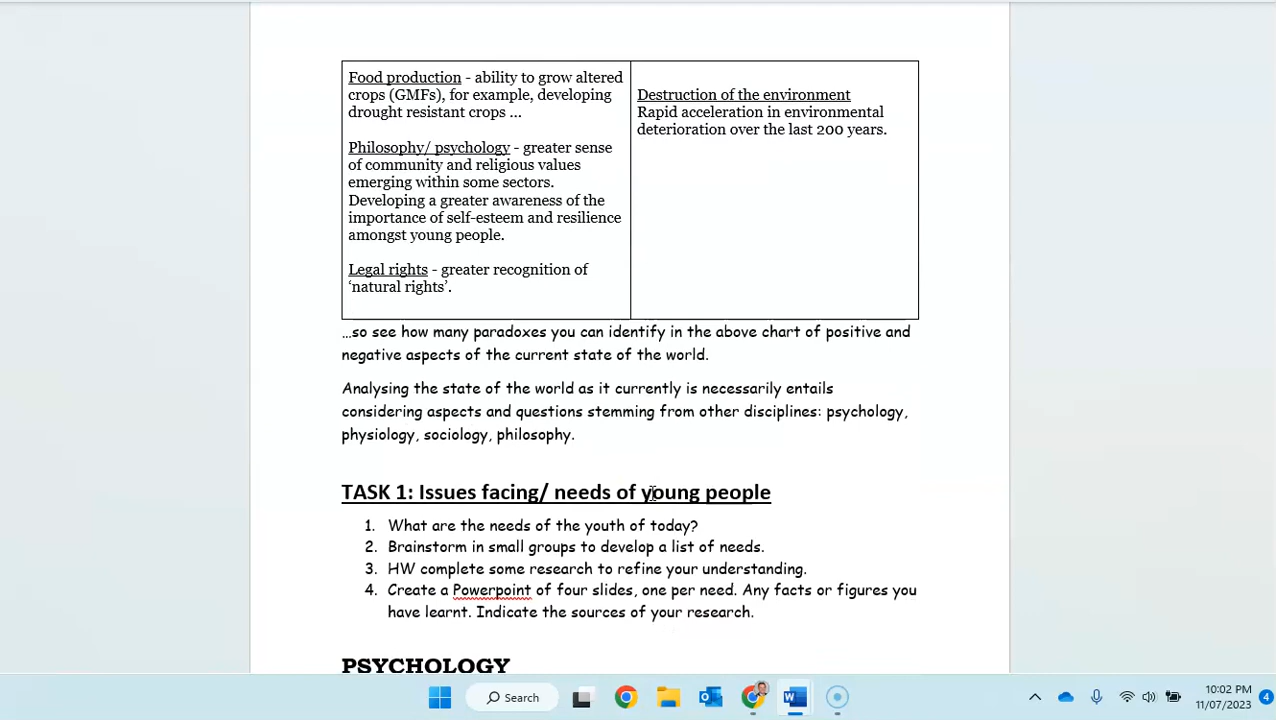 Food production - ability to grow altered
crops (GMFs), for example, developing
drought resistant crops …
Philosophy/ psychology - greater sense
of community and religious values
emerging within some sectors.
Developing a greater awareness of the
importance of self-esteem and resilience
amongst young people.
Legal rights - greater recognition of
‘natural rights’.
Destruction of the environment
Rapid acceleration in environmental
deterioration over the last 200 years.
…so see how many paradoxes you can identify in the above chart of positive and
negative aspects of the current state of the world.
Analysing the state of the world as it currently is necessarily entails
considering aspects and questions stemming from other disciplines: psychology,
physiology, sociology, philosophy.
TASK 1: Issues facing/ needs of young people
1. What are the needs of the youth of today?
2. Brainstorm in small groups to develop a list of needs.
3. HW complete some research to refine your understanding.
4. Create a Powerpoint of four slides, one per need. Any facts or figures you
have learnt. Indicate the sources of your research.
PSYCHOLOGY
Search
10:02 PM
11/07/2023
4